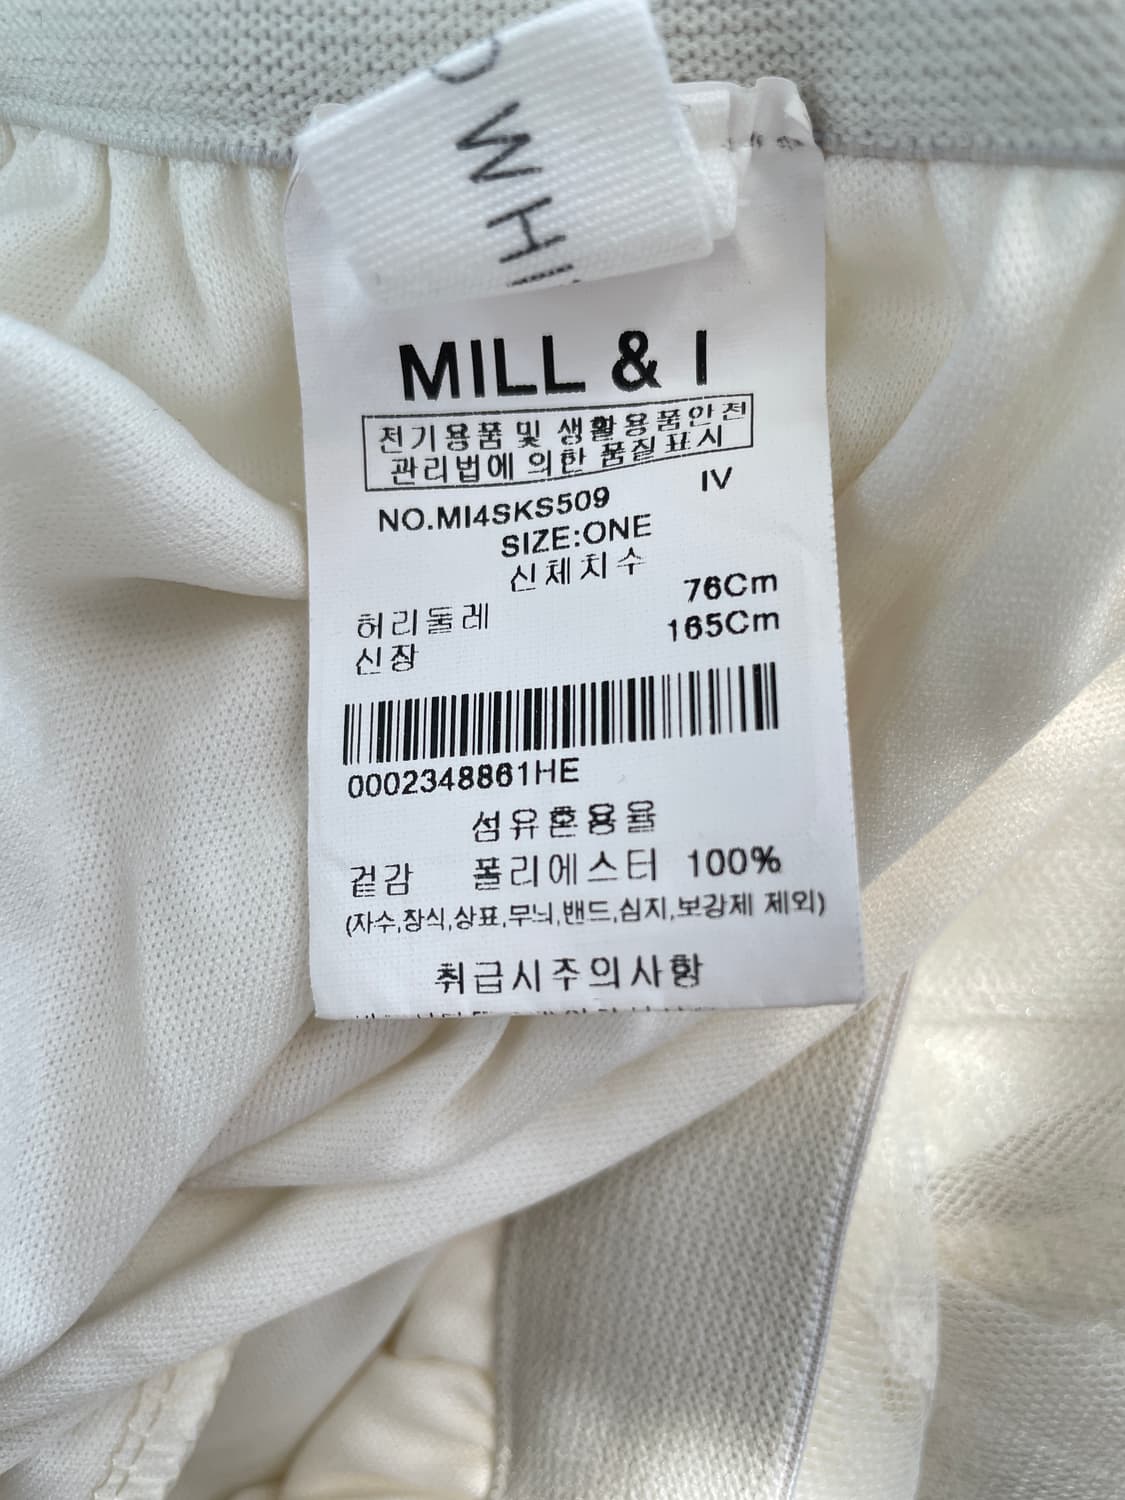 OWHI
MILL & I
전기용품 및 생활용품안전
관리법에 의한 품질표시
NO.MI4SKS509 IV
SIZE:ONE
신체치수
허리둘레 76Cm
신장 165Cm
0002348861HE
섬유혼용율
겉감 폴리에스터 100%
(자수,장식,상표,무늬,밴드,심지,보강제 제외)
취급시주의사항